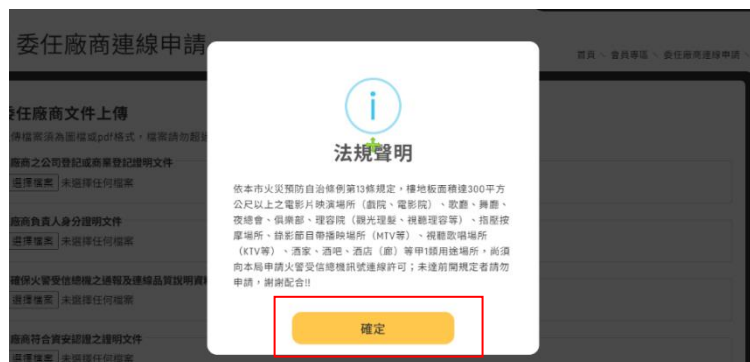 委任廠商連線申請
首頁
會員專區
委任廠商連線申請
委任廠商文件上傳
傳檔案須為圖檔或pdf格式，檔案請勿超過
廠商之公司登記或商業登記證明文件
選擇檔案 未選擇任何檔案
廠商負責人身分證明文件
選擇檔案 未選擇任何檔案
確保火警受信總機之通報及連線品質說明資料
選擇檔案 未選擇任何檔案
廠商符合資安認證之證明文件
選擇檔案 未選擇任何檔案
i
法規聲明
依本市火災預防自治條例第13條規定，樓地板面積達300平方
公尺以上之電影片映演場所（戲院、電影院）、歌廳、舞廳、
夜總會、俱樂部、理容院（觀光理髮、視聽理容等）、指壓按
摩場所、錄影節目帶播映場所（MTV等）、視聽歌唱場所
（KTV等）、酒家、酒吧、酒店（廊）等甲1類用途場所，尚須
向本局申請火警受信總機訊號連線許可；未達前開規定者請勿
申請，謝謝配合!!
確定